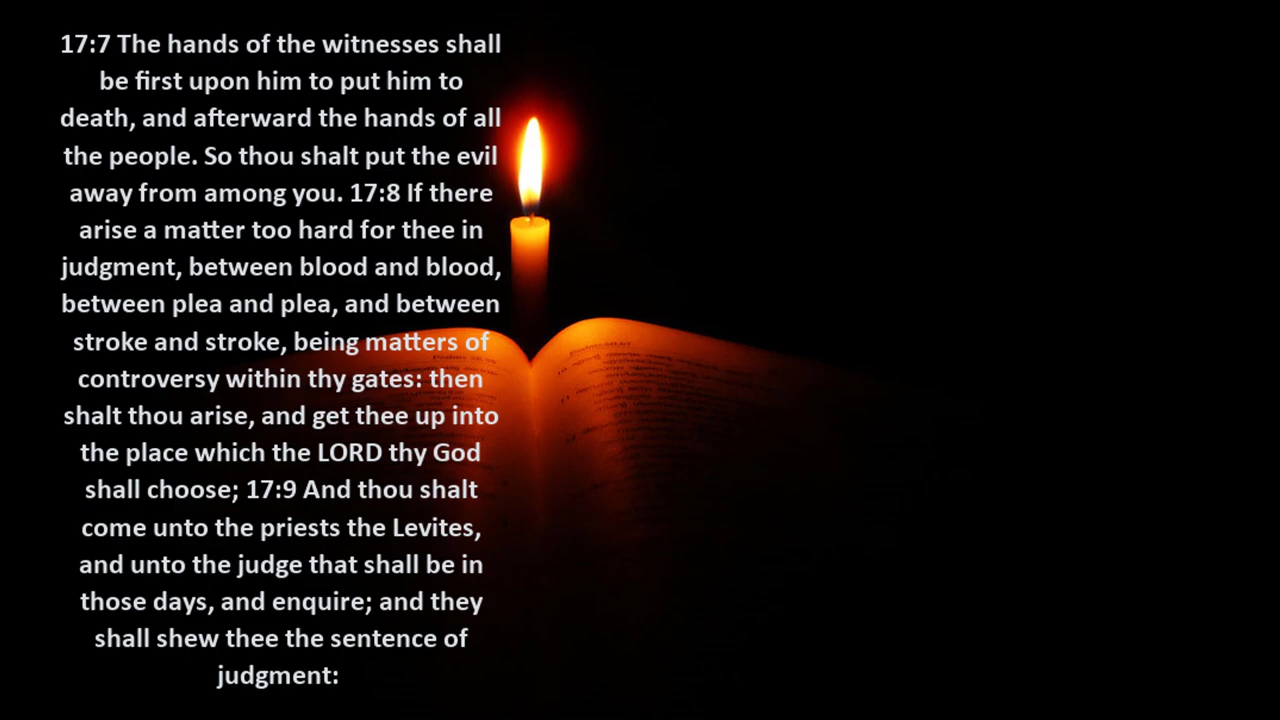 17:7 The hands of the witnesses shall
be first upon him to put him to
death, and afterward the hands of all
the people. So thou shalt put the evil
away from among you. 17:8 If there
arise a matter too hard for thee in
judgment, between blood and blood,
between plea and plea, and between
stroke and stroke, being matters of
controversy within thy gates: then
shalt thou arise, and get thee up into
the place which the LORD thy God
shall choose; 17:9 And thou shalt
come unto the priests the Levites,
and unto the judge that shall be in
those days, and enquire; and they
shall shew thee the sentence of
judgment: